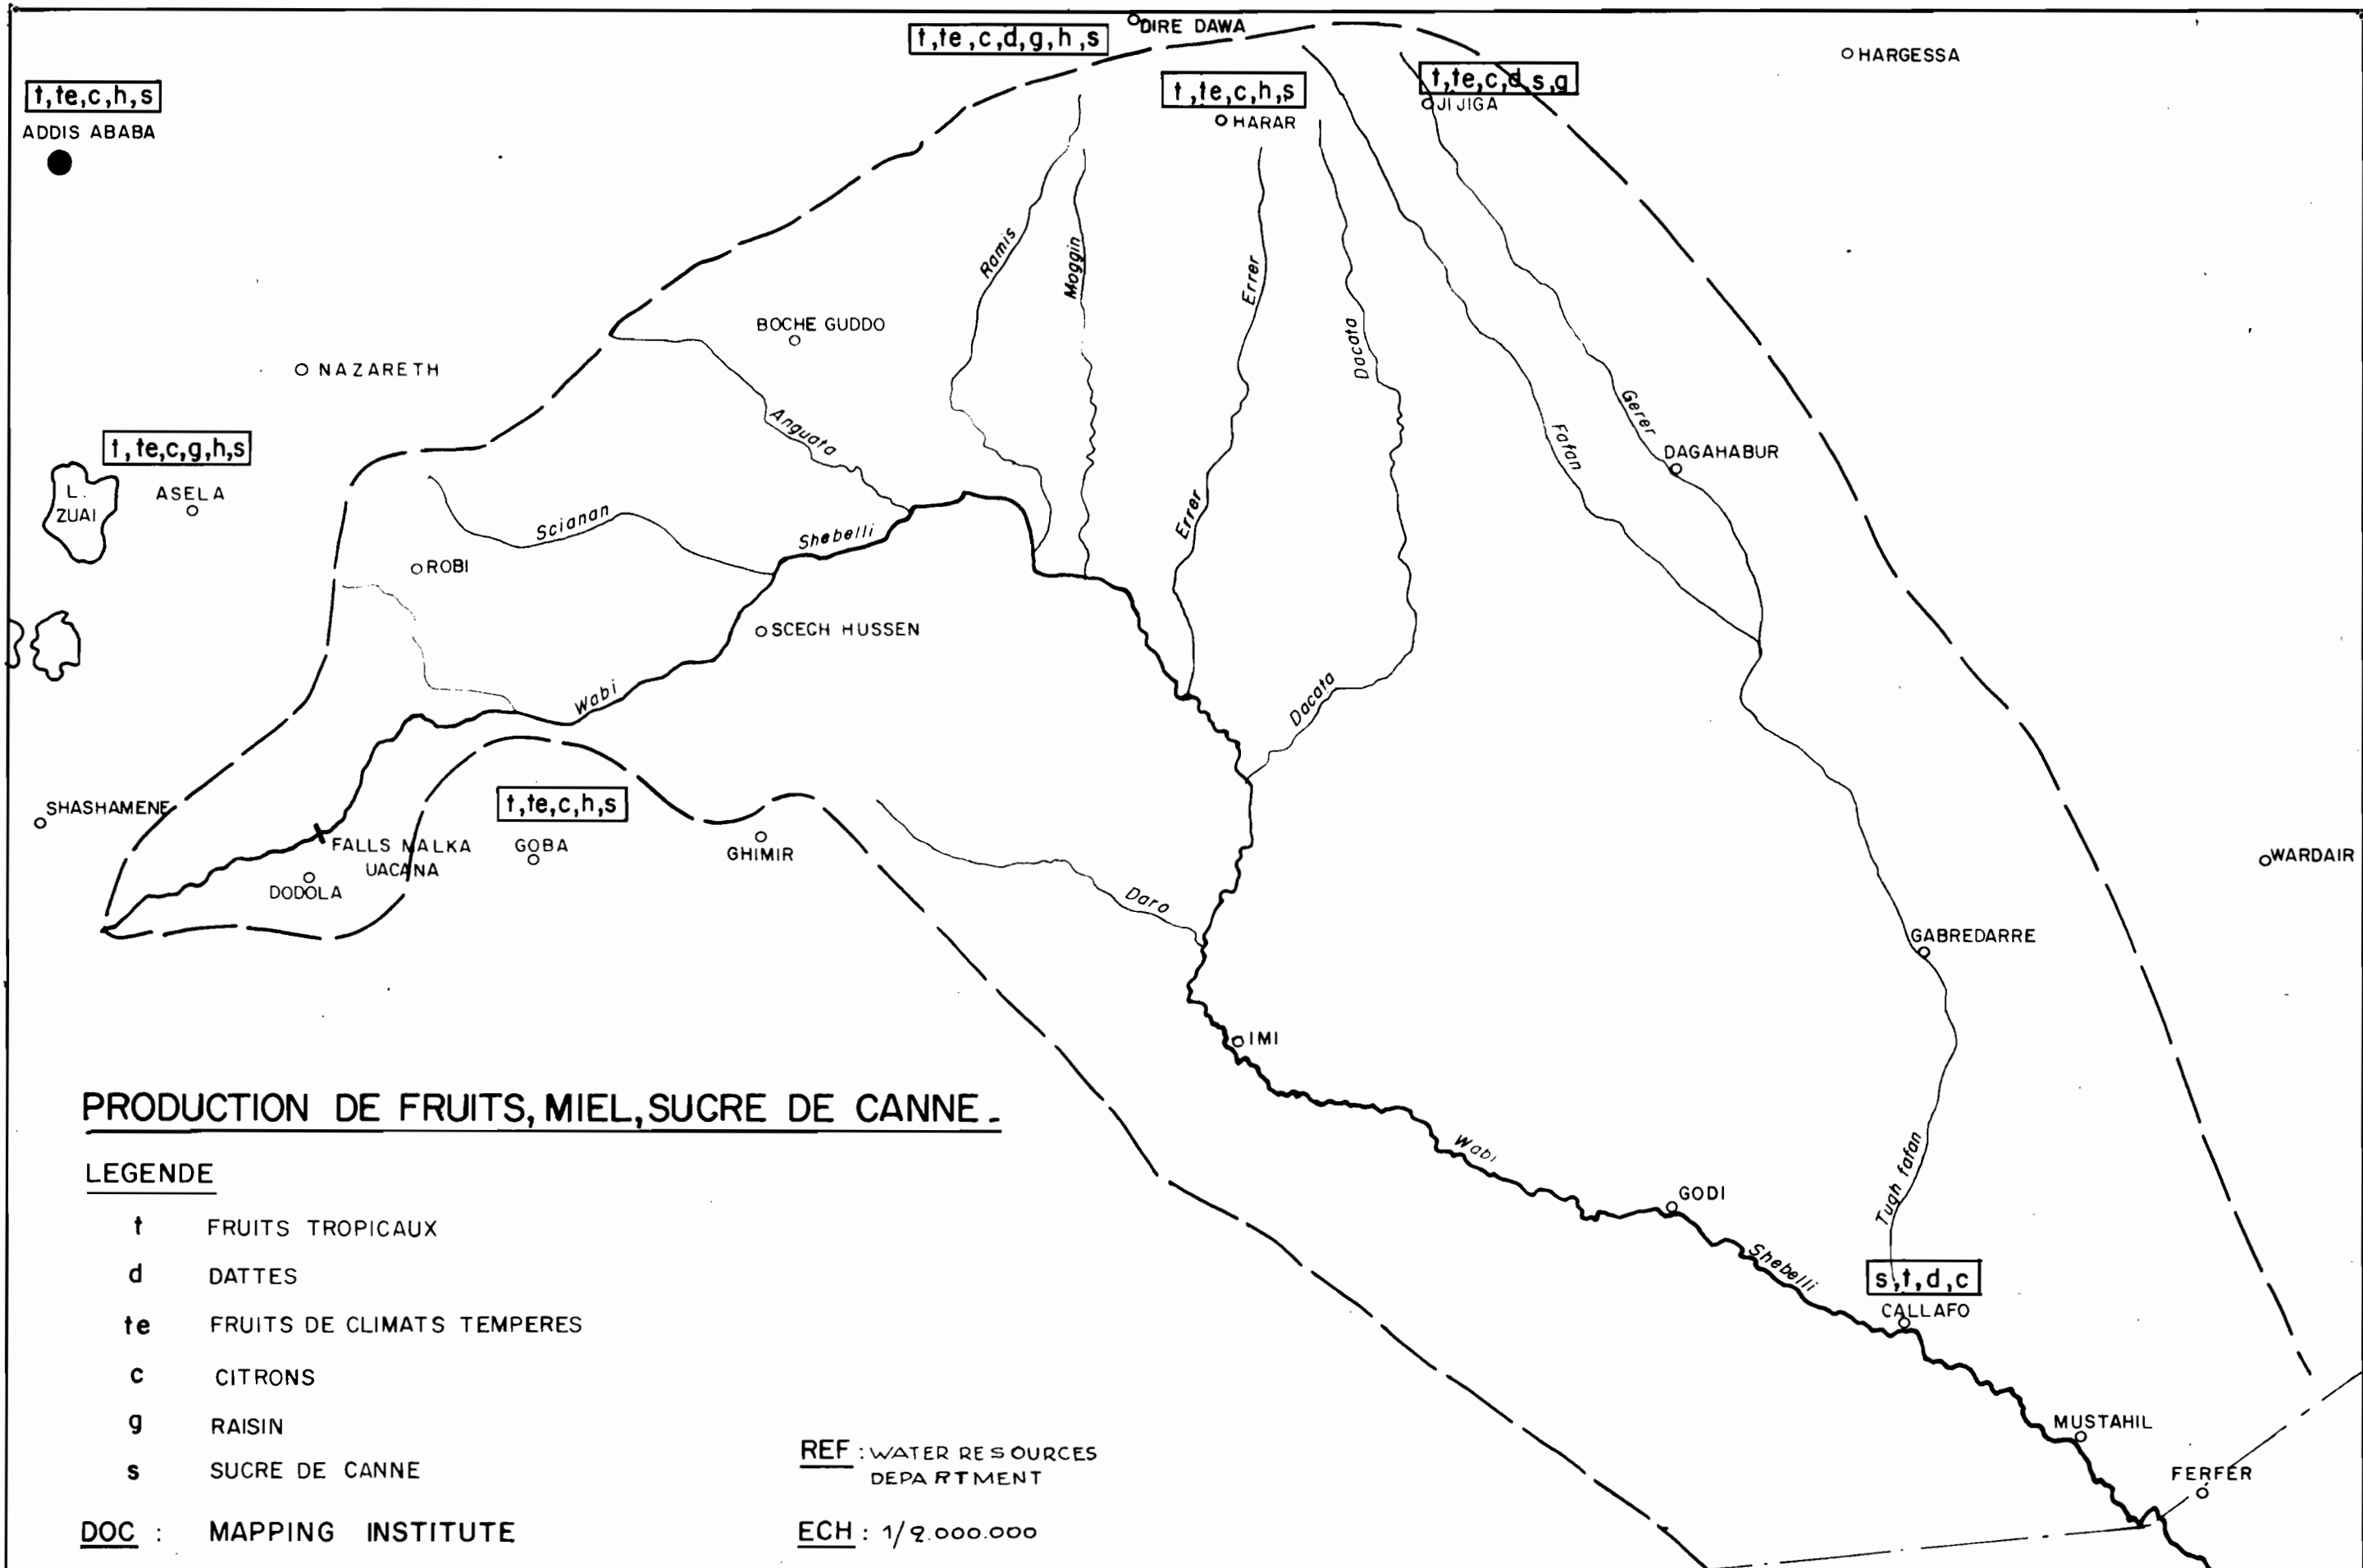 DIRE DAWA
t,te,c,d,g,h,s
HARGESSA
t,te,c,h,s
ADDIS ABABA
t,te,c,h,s
HARAR
t,te,c,d,s,g
JIJIGA
Ramis
Moggin
Errer
Dacata
Gerer
Fafan
BOCHE GUDDO
NAZARETH
Anguata
DAGAHABUR
t,te,c,g,h,s
ASELA
L.
ZUAI
Scianan
Shebelli
Errer
ROBI
SCECH HUSSEN
Wabi
Dacata
SHASHAMENE
t,te,c,h,s
GOBA
FALLS MALKA
UACANA
DODOLA
GHIMIR
WARDAIR
Daro
GABREDARRE
IMI
PRODUCTION DE FRUITS, MIEL, SUCRE DE CANNE_
Wabi
Tugh fafan
GODI
Shebelli
s,t,d,c
CALLAFO
MUSTAHIL
FERFER
LEGENDE
t FRUITS TROPICAUX
d DATTES
te FRUITS DE CLIMATS TEMPERES
c CITRONS
g RAISIN
s SUCRE DE CANNE
DOC : MAPPING INSTITUTE
REF : WATER RESOURCES
DEPARTMENT
ECH : 1/2.000.000